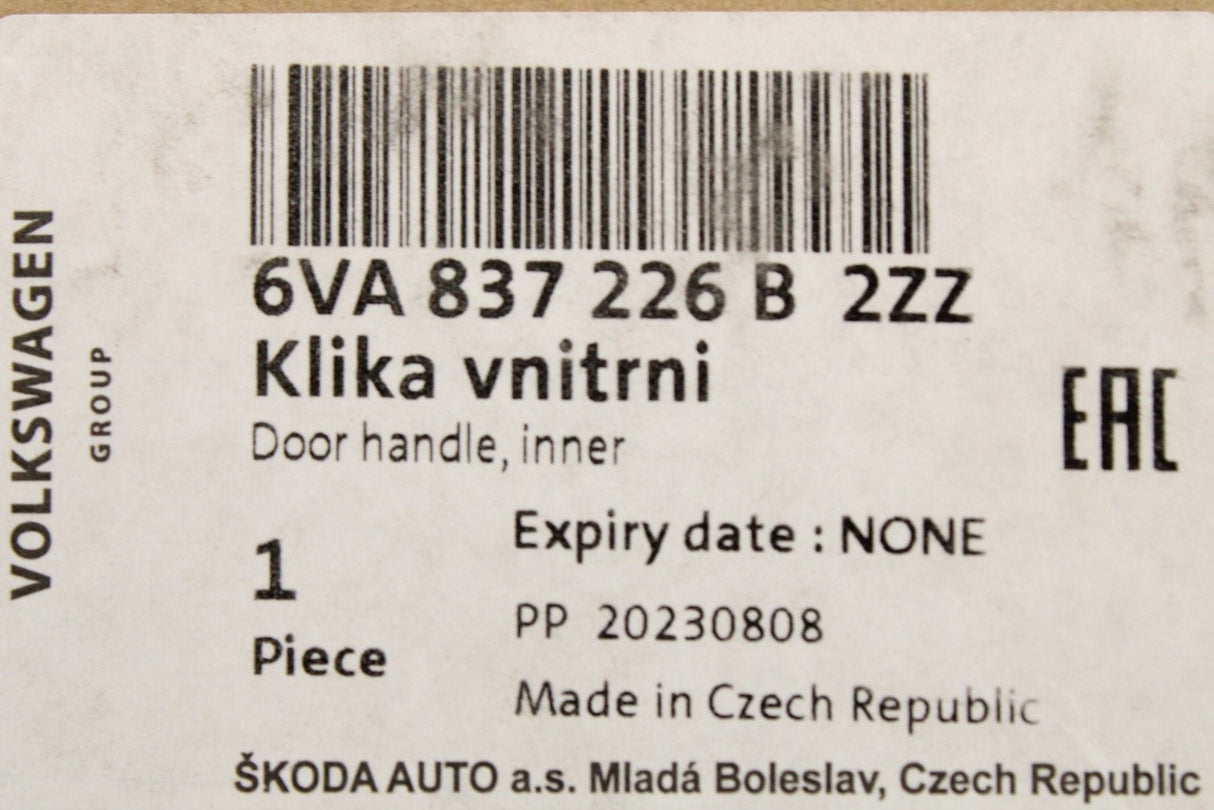 VOLKSWAGEN
GROUP
6VA 837 226 B 2ZZ
Klika vnitrni
Door handle, inner
EAC
1
Piece
Expiry date : NONE
PP 20230808
Made in Czech Republic
ŠKODA AUTO a.s. Mladá Boleslav, Czech Republic